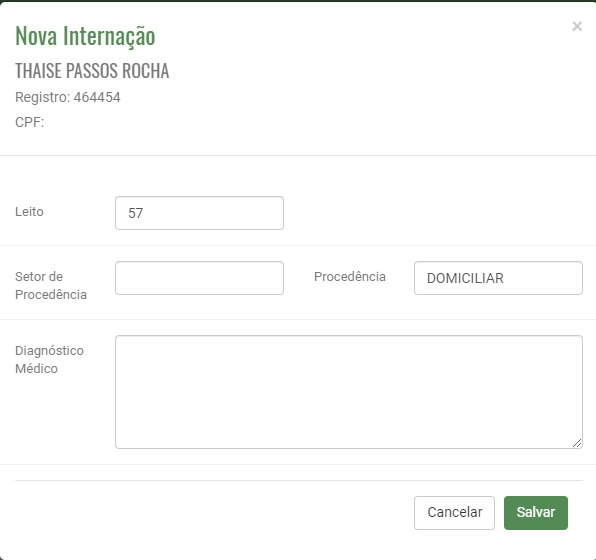 Nova Internação
×
THAISE PASSOS ROCHA
Registro: 464454
CPF:
Leito
57
Setor de
Procedência
Procedência
DOMICILIAR
Diagnóstico
Médico
Cancelar
Salvar